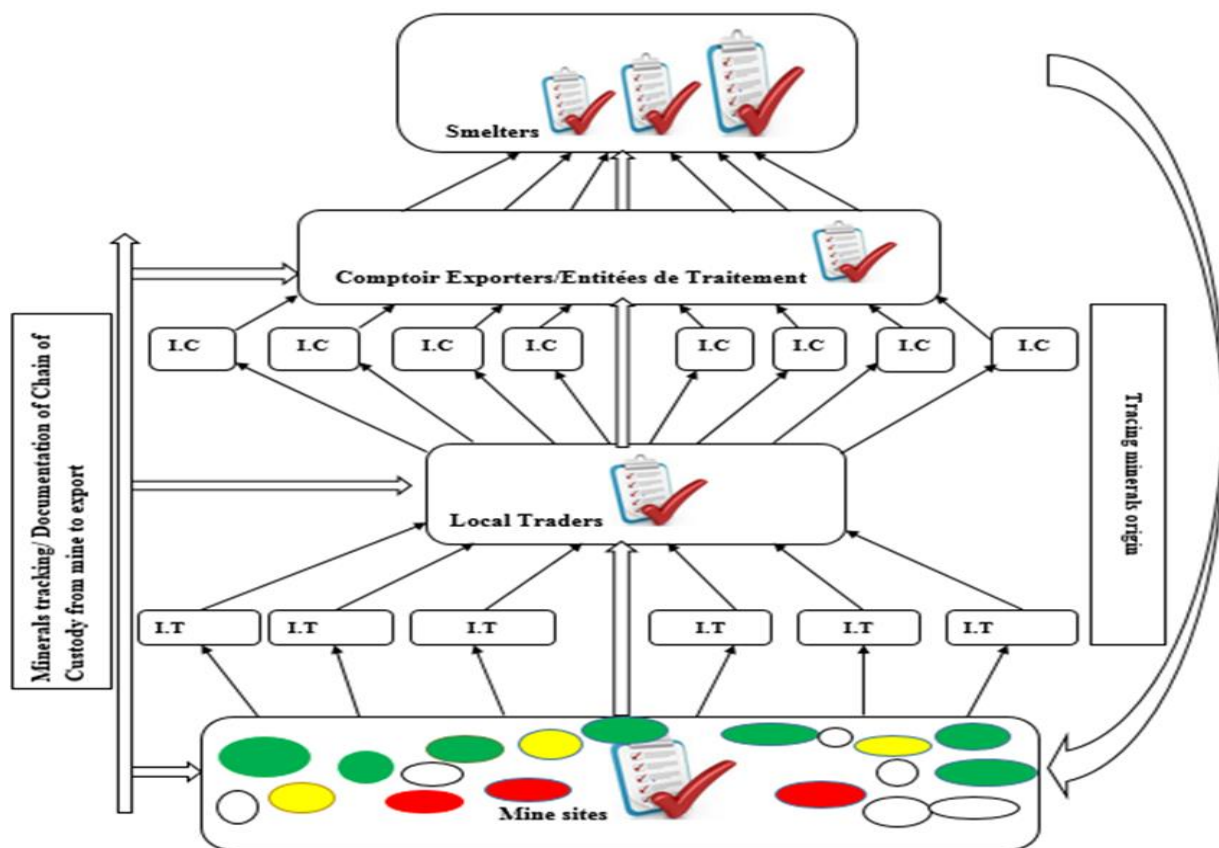 Smelters
Comptoir Exporters/Entitées de Traitement
I.C
I.C
I.C
I.C
I.C
I.C
I.C
I.C
Local Traders
I.T
I.T
I.T
I.T
I.T
I.T
Mine sites
Minerals tracking/ Documentation of Chain of
Custody from mine to export
Tracing minerals origin